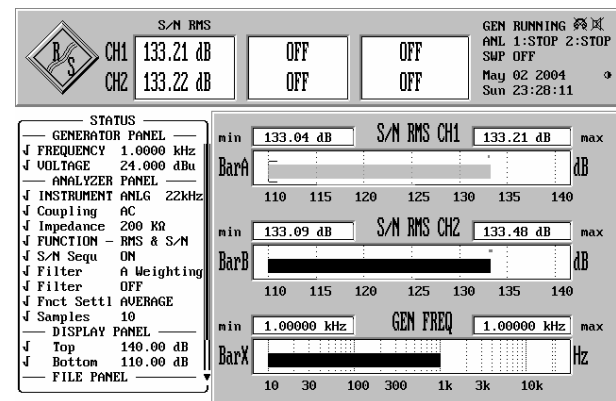 S/N RMS
R S
CH1 133.21 dB OFF OFF
CH2 133.22 dB OFF OFF
GEN RUNNING
ANL 1:STOP 2:STOP
SWP OFF
May 02 2004
Sun 23:28:11
STATUS
GENERATOR PANEL
√ FREQUENCY 1.0000 kHz
√ VOLTAGE 24.000 dBu
ANALYZER PANEL
√ INSTRUMENT ANLG 22kHz
√ Coupling AC
√ Impedance 200 KΩ
√ FUNCTION - RMS & S/N
√ S/N Sequ ON
√ Filter A Weighting
√ Filter OFF
√ Fnct Settl AVERAGE
√ Samples 10
DISPLAY PANEL
√ Top 140.00 dB
√ Bottom 110.00 dB
FILE PANEL
min 133.04 dB S/N RMS CH1 133.21 dB max
BarA dB
110 115 120 125 130 135 140
min 133.09 dB S/N RMS CH2 133.48 dB max
BarB dB
110 115 120 125 130 135 140
min 1.00000 kHz GEN FREQ 1.00000 kHz max
BarX Hz
10 30 100 300 1k 3k 10k